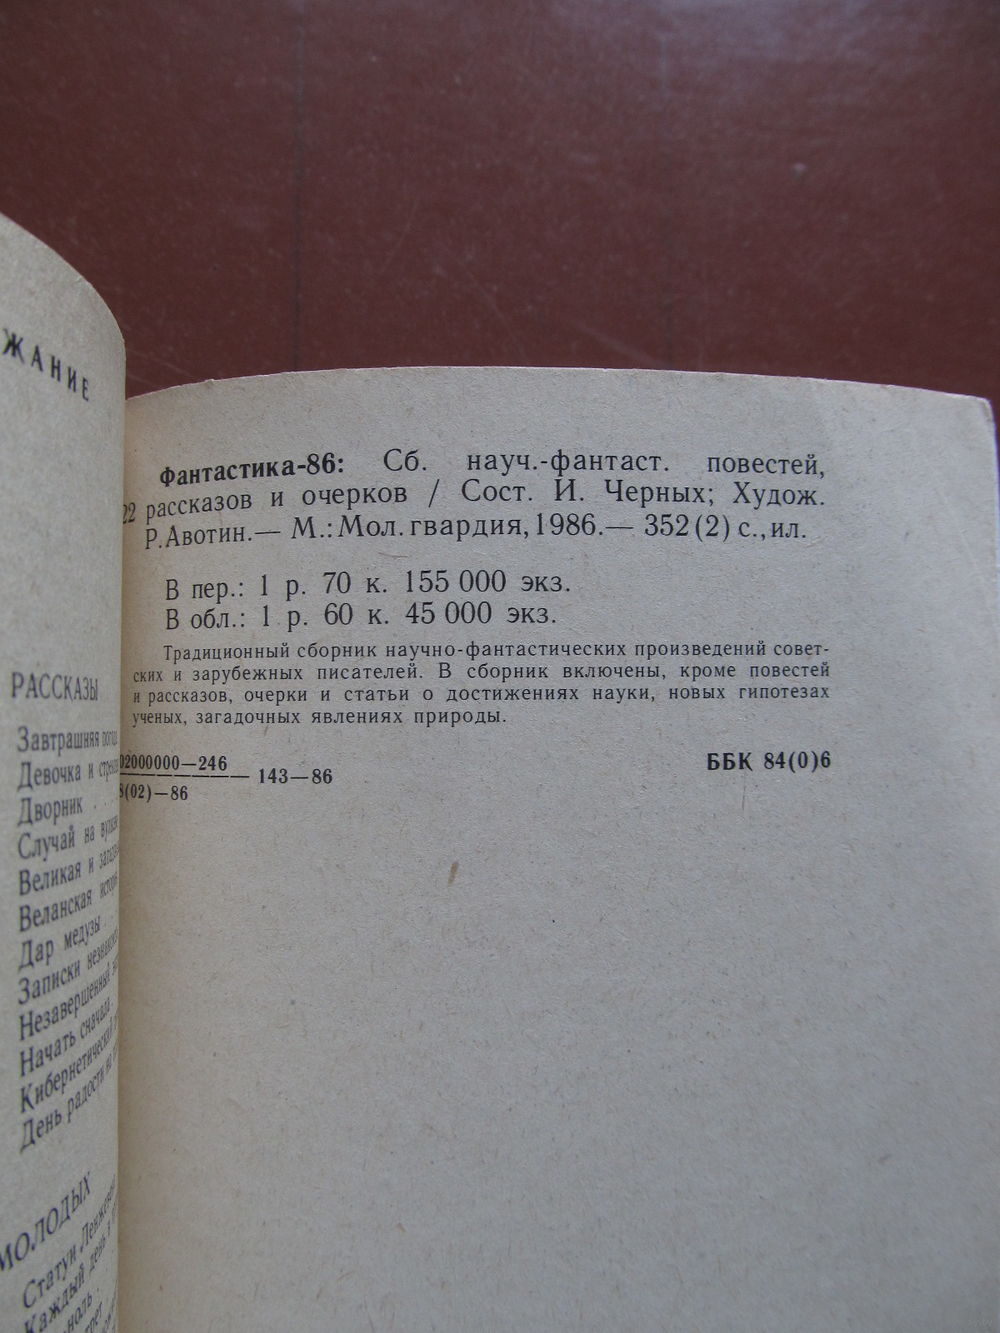 ЖАНИЕ
РАССКАЗЫ
Завтрашняя
Девочка и
Дворник . .
Случай на
Великая и
Веланская
Дар медузы . .
Записки
Незавершенный
Начать сначала .
Кибернетический
День радости
МОЛОДЫХ
Статуи
Каждый день
Фантастика-86: Сб. науч.-фантаст. повестей,
22 рассказов и очерков / Сост. И. Черных; Худож.
Р. Авотин.— М.: Мол. гвардия, 1986.— 352 (2) с., ил.
В пер.: 1 р. 70 к. 155 000 экз.
В обл.: 1 р. 60 к. 45 000 экз.
Традиционный сборник научно-фантастических произведений совет-
ских и зарубежных писателей. В сборник включены, кроме повестей
и рассказов, очерки и статьи о достижениях науки, новых гипотезах
ученых, загадочных явлениях природы.
02000000—246
8(02)—86
143—86
ББК 84(0)6